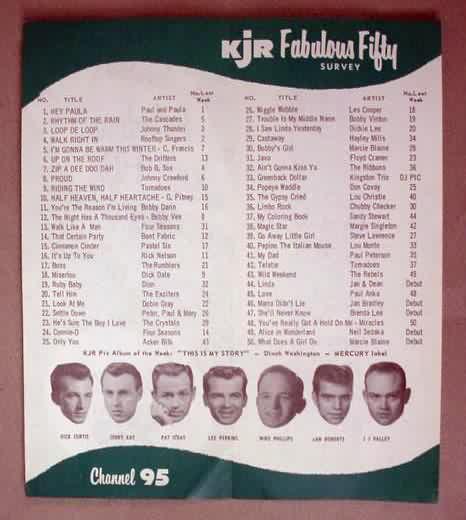 KJR Fabulous Fifty
SURVEY
NO. TITLE ARTIST No. Last Week
1. HEY PAULA Paul and Paula 1
2. RHYTHM OF THE RAIN The Cascades 5
3. LOOP DE LOOP Johnny Thunder 3
4. WALK RIGHT IN Rooftop Singers 2
5. I'M GONNA BE WARM THIS WINTER - C. Francis 7
6. UP ON THE ROOF The Drifters 13
7. ZIP A DEE DOO DAH Bob B. Sox 4
8. PROUD Johnny Crawford 6
9. RIDING THE WIND Tornadoes 10
10. HALF HEAVEN, HALF HEARTACHE - G. Pitney 15
11. You're The Reason I'm Living Bobby Darin 16
12. The Night Has A Thousand Eyes - Bobby Vee 8
13. Walk Like A Man Four Seasons 31
14. That Certain Party Bent Fabric 12
15. Cinnamon Cinder Pastel Six 17
16. It's Up To You Rick Nelson 11
17. Boss The Rumblers 21
18. Miserlou Dick Dale 9
19. Ruby Baby Dion 32
20. Tell Him The Exciters 24
21. Look At Me Dobie Gray 22
22. Settle Down Peter, Paul & Mary 26
23. He's Sure The Boy I Love The Crystals 29
24. Connie-O Four Seasons 14
25. Only You Acker Bilk 43
NO. TITLE ARTIST No. Last Week
26. Wiggle Wobble Les Cooper 18
27. Trouble Is My Middle Name Bobby Vinton 19
28. I Saw Linda Yesterday Dickie Lee 20
29. Castaway Hayley Mills 34
30. Bobby's Girl Marcie Blaine 28
31. Java Floyd Cramer 23
32. Ain't Gonna Kiss Ya The Ribbons 36
33. Greenback Dollar Kingston Trio DJ PIC
34. Popeye Waddle Don Covay 25
35. The Gypsy Cried Lou Christie 40
36. Limbo Rock Chubby Checker 30
37. My Coloring Book Sandy Stewart 44
38. Magic Star Margie Singleton 42
39. Go Away Little Girl Steve Lawrence 27
40. Pepino The Italian Mouse Lou Monte 33
41. My Dad Paul Peterson 35
42. Telstar Tornadoes 37
43. Wild Weekend The Rebels 49
44. Linda Jan & Dean Debut
45. Love Paul Anka 48
46. Mama Didn't Lie Jan Bradley Debut
47. She'll Never Know Brenda Lee Debut
48. You've Really Got A Hold On Me - Miracles 50
49. Alice in Wonderland Neil Sedaka Debut
50. What Does A Girl Do Marcie Blaine Debut
KJR Pic Album of the Week: "THIS IS MY STORY" - Dinah Washington - MERCURY label
DICK CURTIS JERRY KAY PAT O'DAY LEE PERKINS MIKE PHILLIPS LAN ROBERTS J J VALLEY
Channel 95